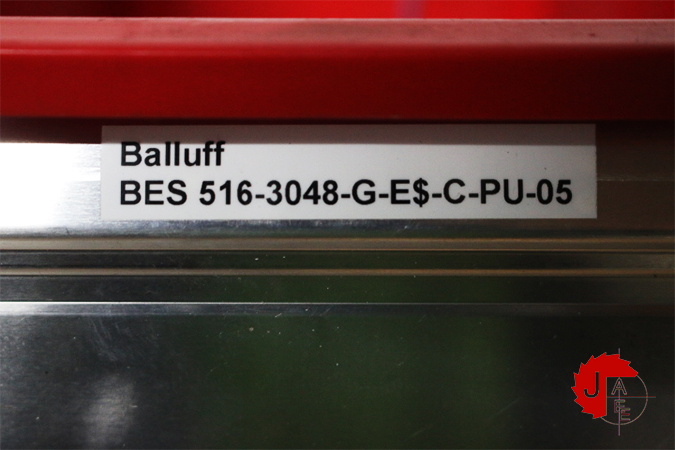 Balluff
BES 516-3048-G-E$-C-PU-05
J
A